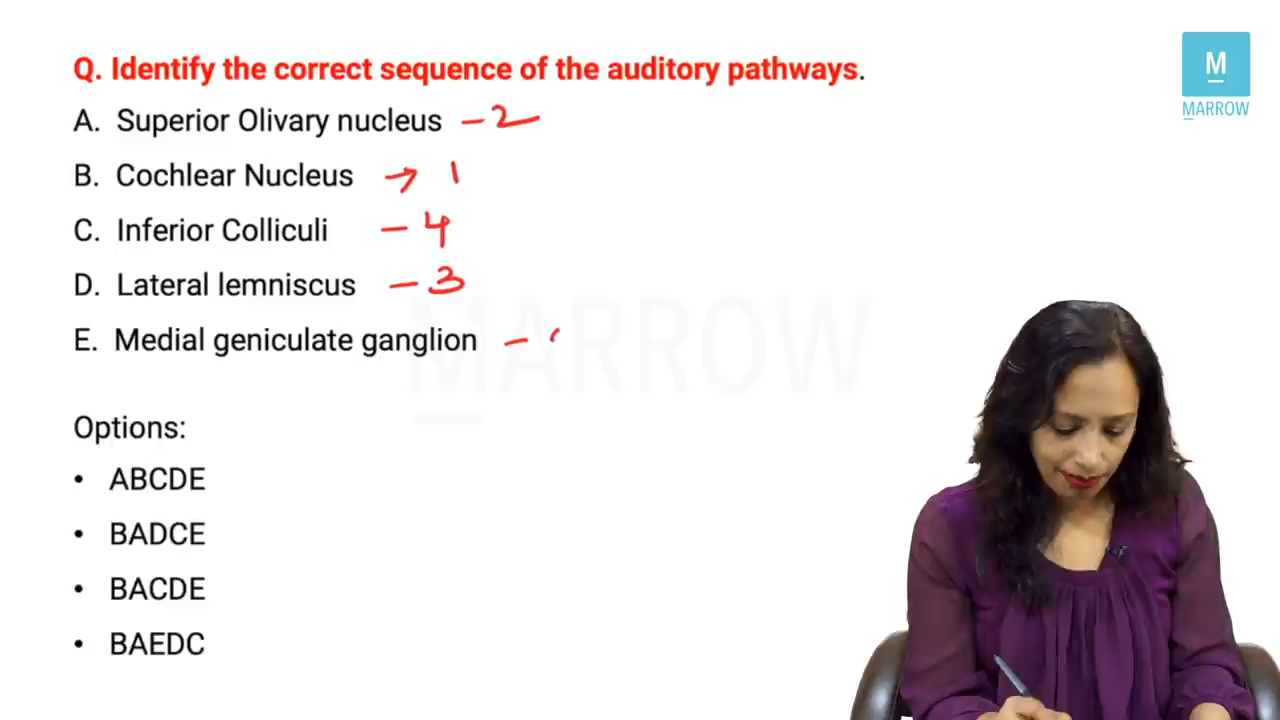 Q. Identify the correct sequence of the auditory pathways.
A. Superior Olivary nucleus - 2
B. Cochlear Nucleus → 1
C. Inferior Colliculi - 4
D. Lateral lemniscus - 3
E. Medial geniculate ganglion -
Options:
• ABCDE
• BADCE
• BACDE
• BAEDC
M
MARROW
MARROW